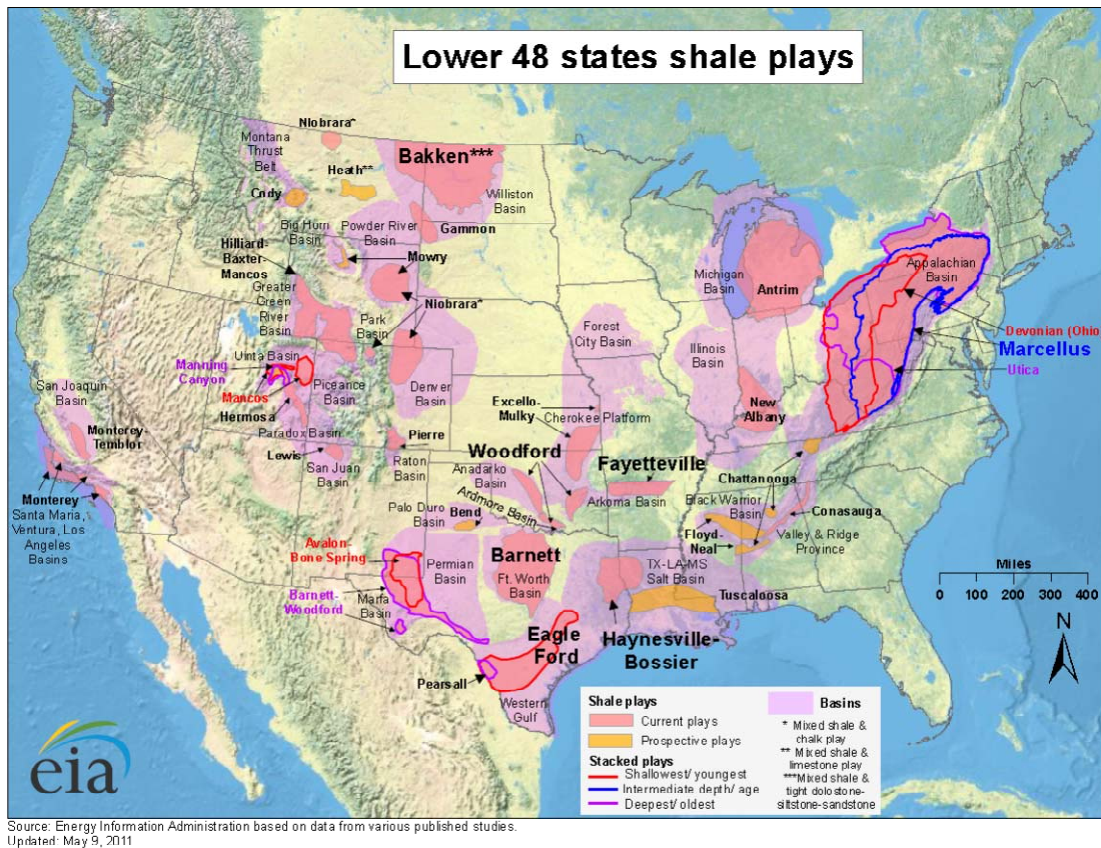 Lower 48 states shale plays
Niobrara*
Montana
Thrust
Belt
Bakken***
Heath**
Cody
Williston
Basin
Big Horn
Basin
Powder River
Basin
Gammon
Hilliard-
Baxter-
Mancos
Mowry
Greater
Green
River
Basin
Niobrara*
Park
Basin
Michigan
Basin
Antrim
Appalachian
Basin
Devonian (Ohio
Marcellus
Utica
Forest
City Basin
Illinois
Basin
Uinta Basin
Manning
Canyon
Mancos
Piceance
Basin
Denver
Basin
San Joaquin
Basin
Hermosa
Excello-
Mulky
Cherokee Platform
New
Albany
Monterey-
Temblor
Paradox Basin
Lewis
San Juan
Basin
Pierre
Raton
Basin
Woodford
Anadarko
Basin
Fayetteville
Chattanooga
Monterey
Santa Maria,
Ventura, Los
Angeles
Basins
Palo Duro
Basin
Bend
Ardmore Basin
Arkoma Basin
Black Warrior
Basin
Conasauga
Floyd-
Neal
Valley & Ridge
Province
Avalon-
Bone Spring
Permian
Basin
Barnett
Ft. Worth
Basin
TX-LA-MS
Salt Basin
Tuscaloosa
Barnett-
Woodford
Marfa
Basin
Eagle
Ford
Haynesville-
Bossier
Pearsall
Western
Gulf
Miles
0 100 200 300 400
N
Shale plays
Current plays
Prospective plays
Stacked plays
Shallowest/ youngest
Intermediate depth/ age
Deepest/ oldest
Basins
* Mixed shale &
chalk play
** Mixed shale &
limestone play
***Mixed shale &
tight dolostone-
siltstone-sandstone
eia
Source: Energy Information Administration based on data from various published studies.
Updated: May 9, 2011